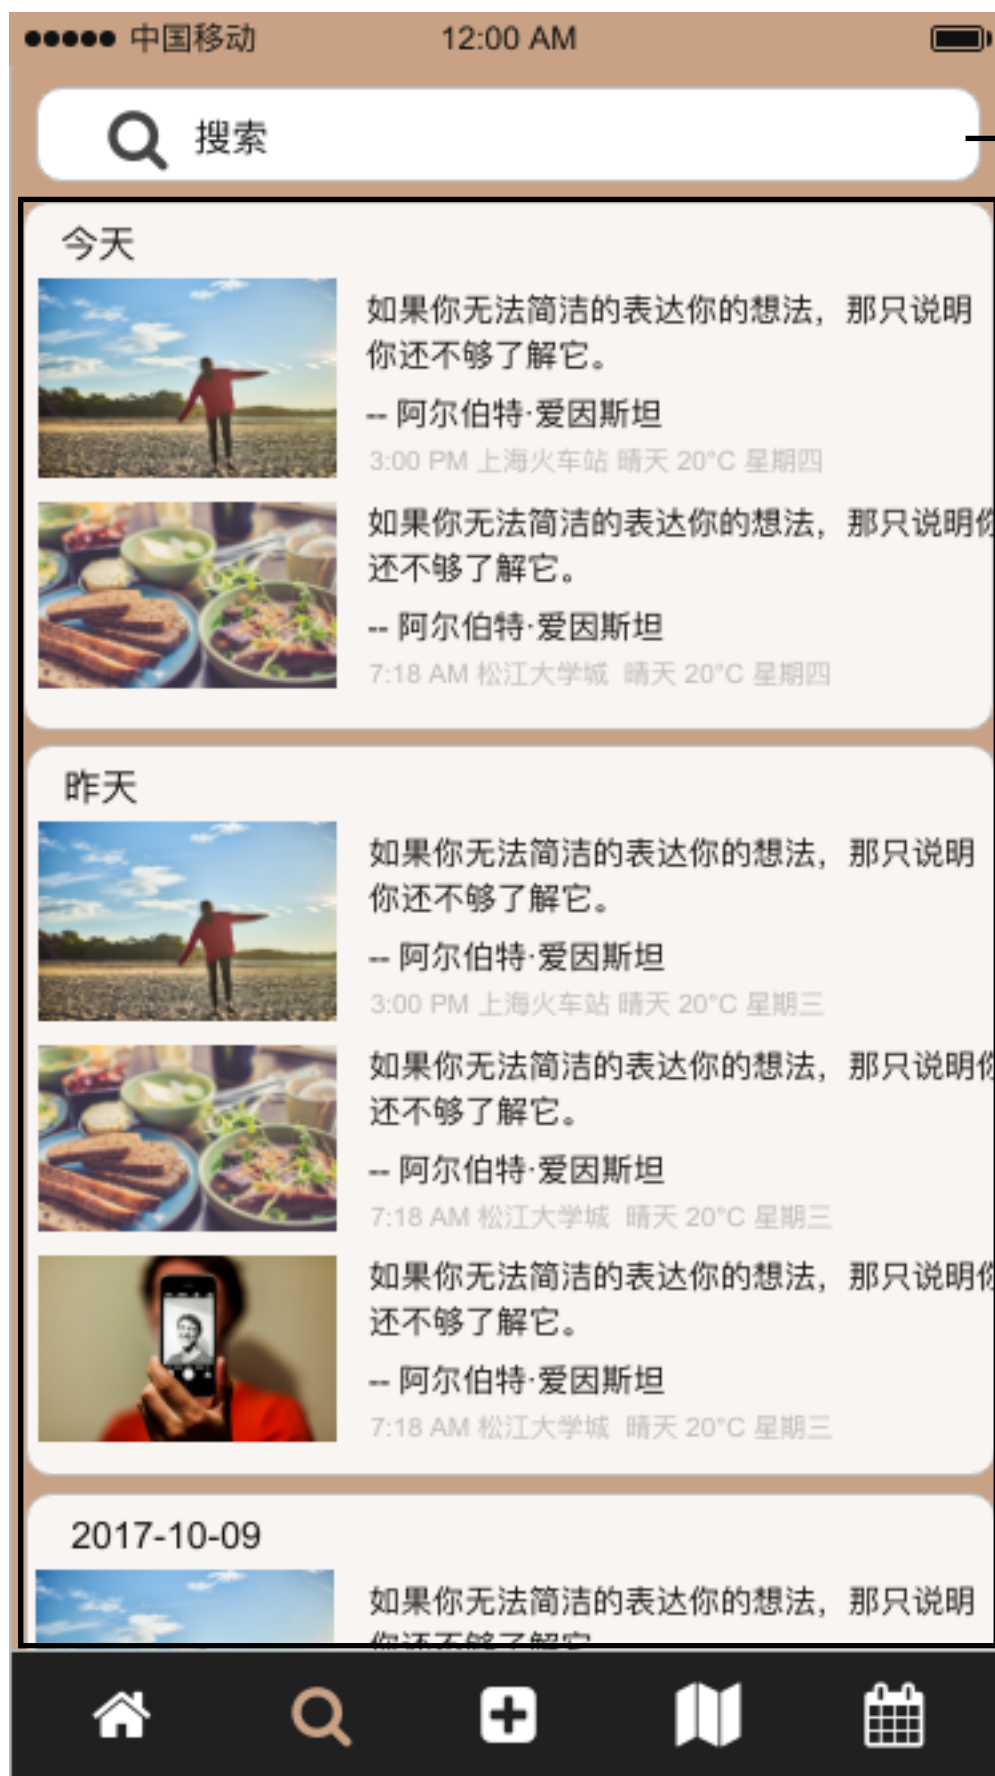 中国移动 12:00 AM
搜索
今天
如果你无法简洁的表达你的想法，那只说明
你还不够了解它。
-- 阿尔伯特·爱因斯坦
3:00 PM 上海火车站 晴天 20°C 星期四
如果你无法简洁的表达你的想法，那只说明你
还不够了解它。
-- 阿尔伯特·爱因斯坦
7:18 AM 松江大学城 晴天 20°C 星期四
昨天
如果你无法简洁的表达你的想法，那只说明
你还不够了解它。
-- 阿尔伯特·爱因斯坦
3:00 PM 上海火车站 晴天 20°C 星期三
如果你无法简洁的表达你的想法，那只说明你
还不够了解它。
-- 阿尔伯特·爱因斯坦
7:18 AM 松江大学城 晴天 20°C 星期三
如果你无法简洁的表达你的想法，那只说明你
还不够了解它。
-- 阿尔伯特·爱因斯坦
7:18 AM 松江大学城 晴天 20°C 星期三
2017-10-09
如果你无法简洁的表达你的想法，那只说明
你还不够了解它